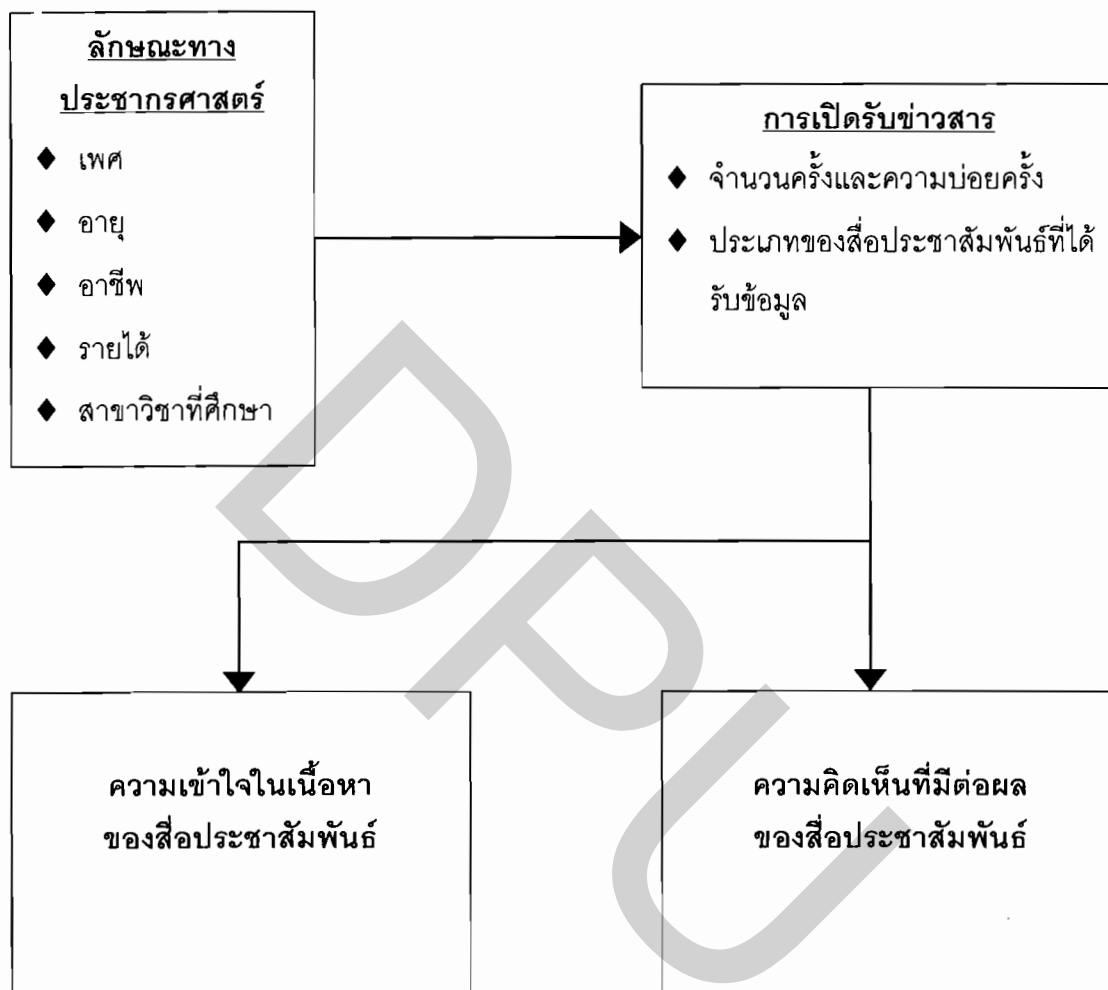 ลักษณะทาง
ประชากรศาสตร์
◆ เพศ
◆ อายุ
◆ อาชีพ
◆ รายได้
◆ สาขาวิชาที่ศึกษา
การเปิดรับข่าวสาร
◆ จำนวนครั้งและความบ่อยครั้ง
◆ ประเภทของสื่อประชาสัมพันธ์ที่ได้
รับข้อมูล
ความเข้าใจในเนื้อหา
ของสื่อประชาสัมพันธ์
ความคิดเห็นที่มีต่อผล
ของสื่อประชาสัมพันธ์
DPU